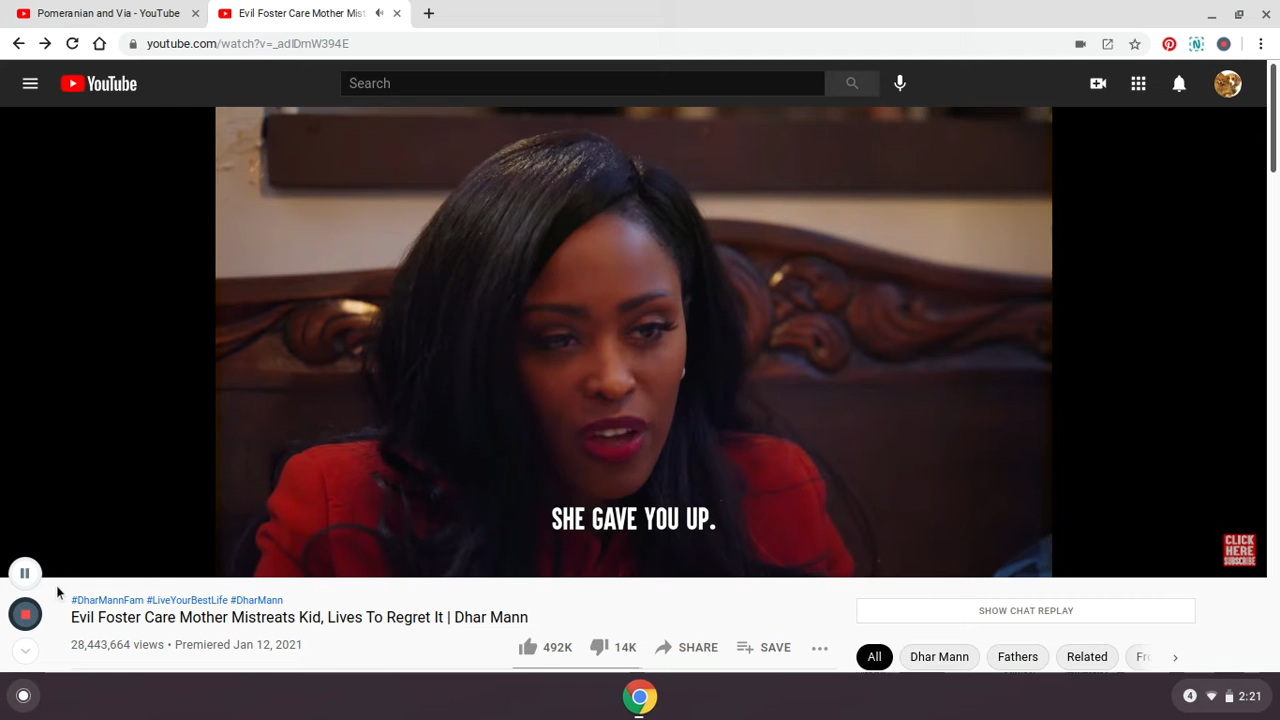 Pomeranian and Via - YouTube
Evil Foster Care Mother Mist
youtube.com/watch?v=_adIDmW394E
YouTube
Search
SHE GAVE YOU UP.
CLICK
HERE
SUBSCRIBE
#DharMannFam #LiveYourBestLife #DharMann
Evil Foster Care Mother Mistreats Kid, Lives To Regret It | Dhar Mann
28,443,664 views • Premiered Jan 12, 2021
492K
14K
SHARE
SAVE
SHOW CHAT REPLAY
All
Dhar Mann
Fathers
Related
4
2:21